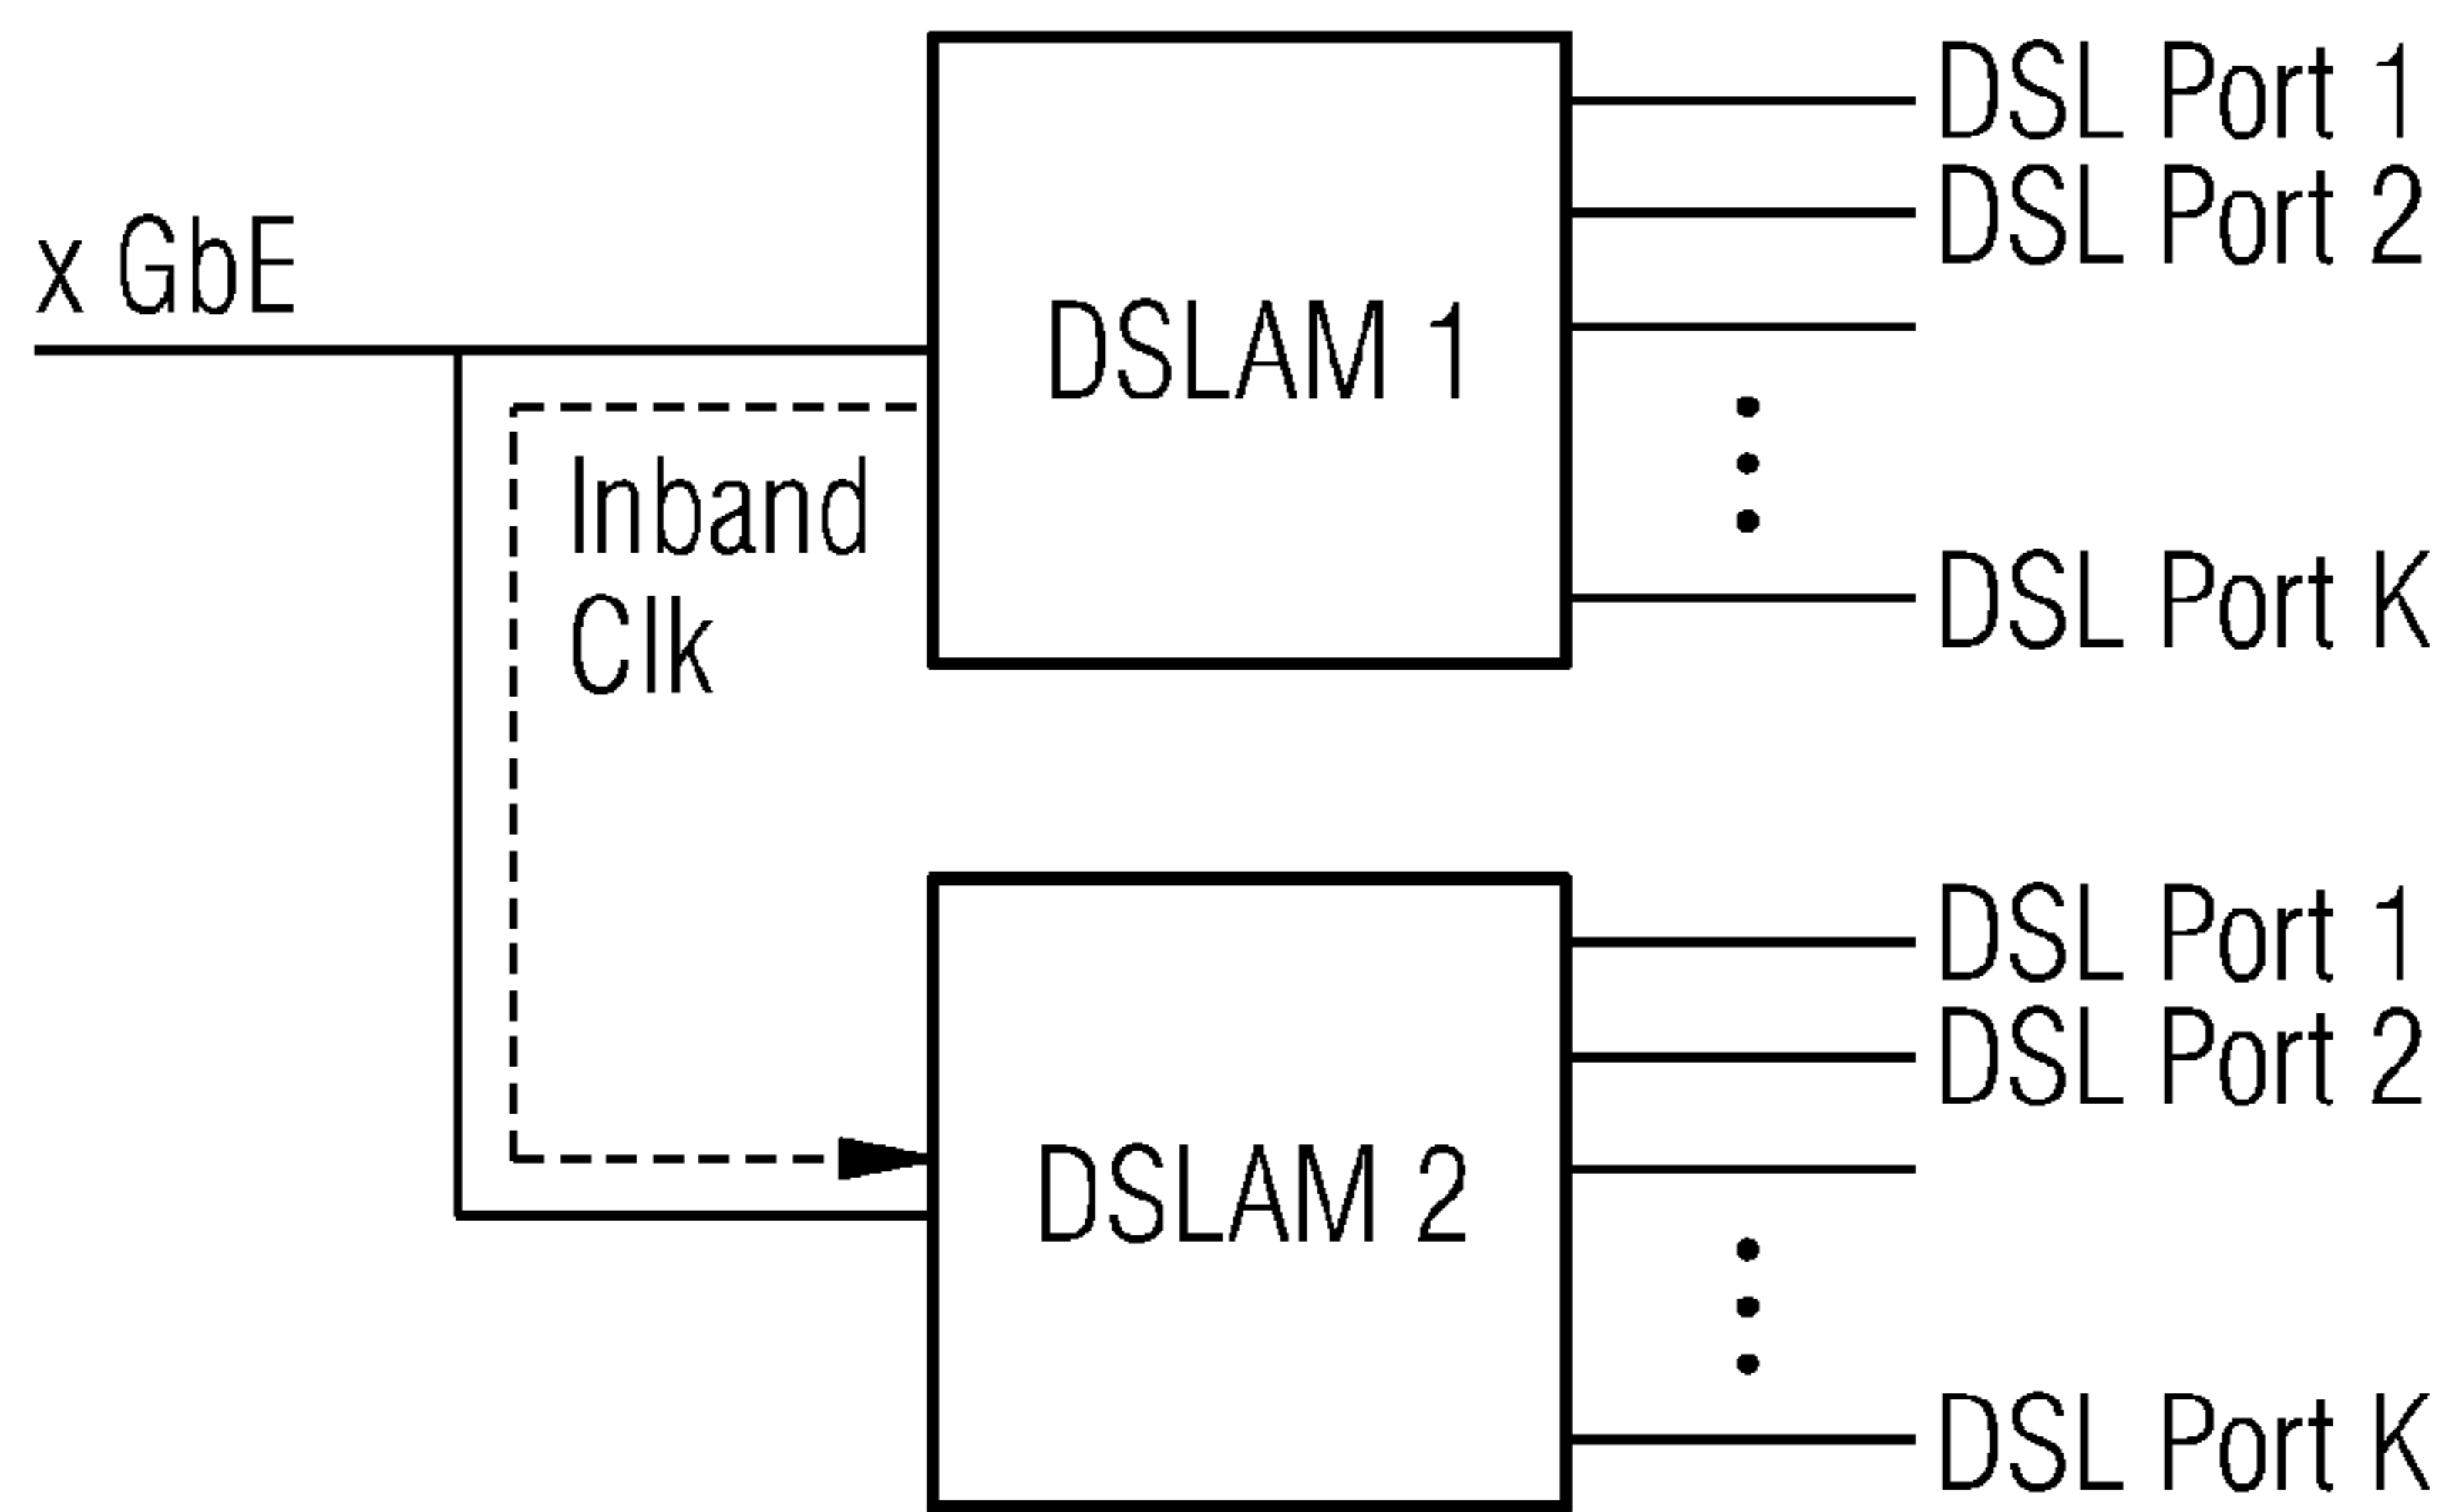 x GbE
DSLAM 1
DSL Port 1
DSL Port 2
DSL Port K
Inband
Clk
DSLAM 2
DSL Port 1
DSL Port 2
DSL Port K